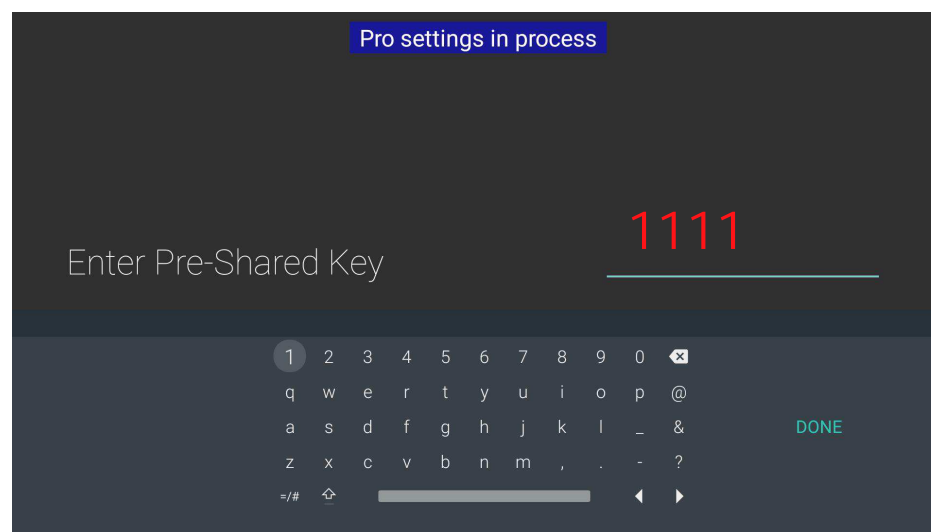 Pro settings in process
1111
Enter Pre-Shared Key
1 2 3 4 5 6 7 8 9 0
q w e r t y u i o p @
a s d f g h j k l _ &
DONE
z x c v b n m , . - ?
=/#